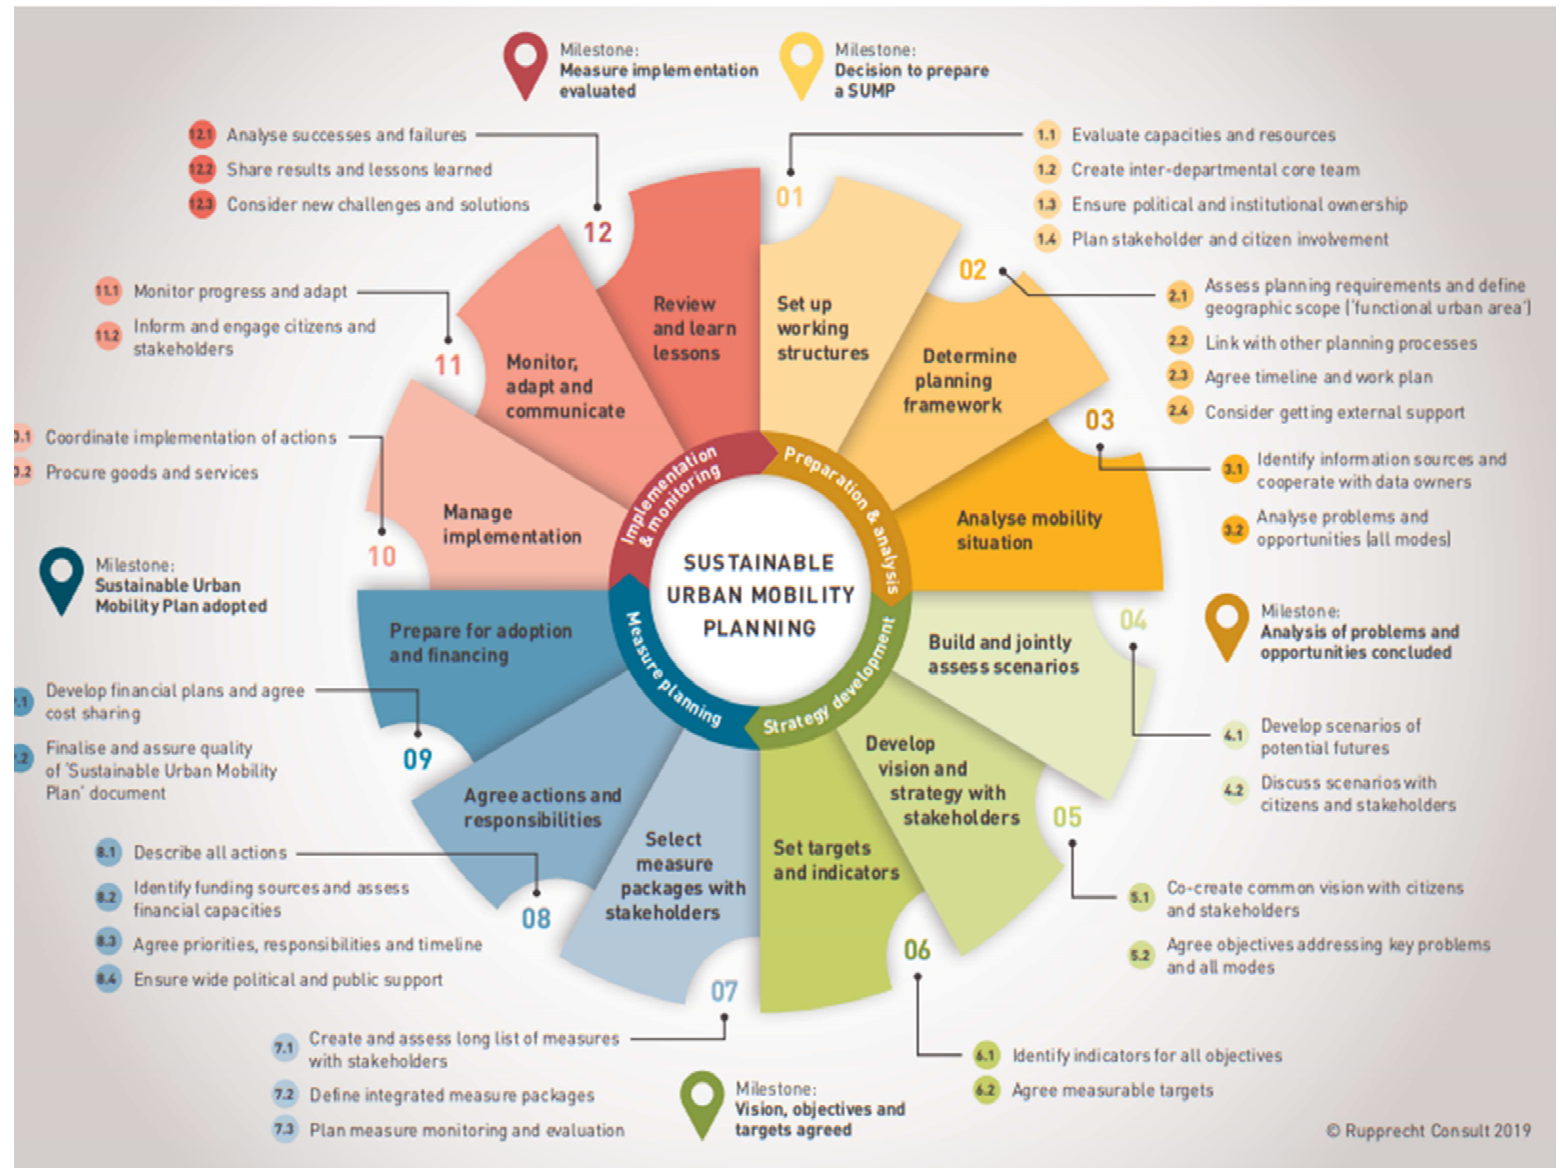 Milestone:
Measure implementation
evaluated
Milestone:
Decision to prepare
a SUMP
12.1 Analyse successes and failures
12.2 Share results and lessons learned
12.3 Consider new challenges and solutions
1.1 Evaluate capacities and resources
1.2 Create inter-departmental core team
1.3 Ensure political and institutional ownership
1.4 Plan stakeholder and citizen involvement
01
12
02
2.1 Assess planning requirements and define
geographic scope ('functional urban area')
2.2 Link with other planning processes
2.3 Agree timeline and work plan
2.4 Consider getting external support
11.1 Monitor progress and adapt
11.2 Inform and engage citizens and
stakeholders
11
Review
and learn
lessons
Set up
working
structures
Monitor,
adapt and
communicate
Determine
planning
framework
03
3.1 Identify information sources and
cooperate with data owners
3.2 Analyse problems and
opportunities (all modes)
0.1 Coordinate implementation of actions
0.2 Procure goods and services
10
Manage
implementation
Analyse mobility
situation
Implementation
& monitoring
Preparation & analysis
SUSTAINABLE
URBAN MOBILITY
PLANNING
Measure planning
Strategy development
Milestone:
Sustainable Urban
Mobility Plan adopted
Milestone:
Analysis of problems and
opportunities concluded
Prepare for adoption
and financing
Build and jointly
assess scenarios
04
4.1 Develop scenarios of
potential futures
4.2 Discuss scenarios with
citizens and stakeholders
.1 Develop financial plans and agree
cost sharing
.2 Finalise and assure quality
of 'Sustainable Urban Mobility
Plan' document
09
Agree actions and
responsibilities
Develop
vision and
strategy with
stakeholders
05
5.1 Co-create common vision with citizens
and stakeholders
5.2 Agree objectives addressing key problems
and all modes
8.1 Describe all actions
8.2 Identify funding sources and assess
financial capacities
8.3 Agree priorities, responsibilities and timeline
8.4 Ensure wide political and public support
08
Select
measure
packages with
stakeholders
Set targets
and indicators
06
6.1 Identify indicators for all objectives
6.2 Agree measurable targets
07
7.1 Create and assess long list of measures
with stakeholders
7.2 Define integrated measure packages
7.3 Plan measure monitoring and evaluation
Milestone:
Vision, objectives and
targets agreed
© Rupprecht Consult 2019